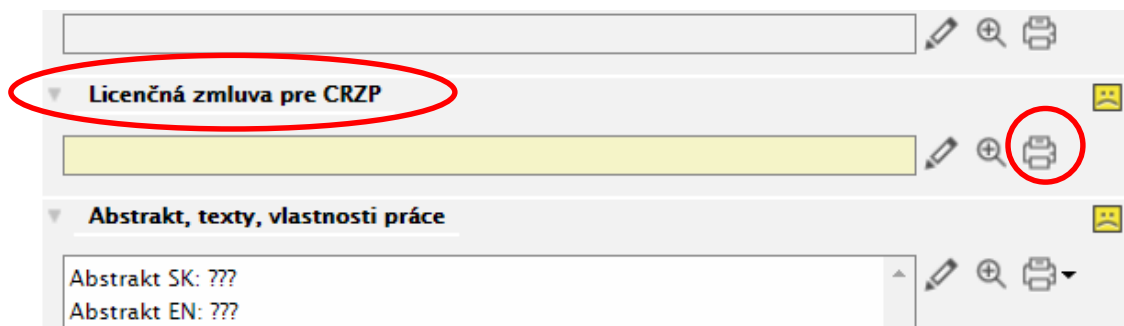 Licenčná zmluva pre CRZP
Abstrakt, texty, vlastnosti práce
Abstrakt SK: ???
Abstrakt EN: ???